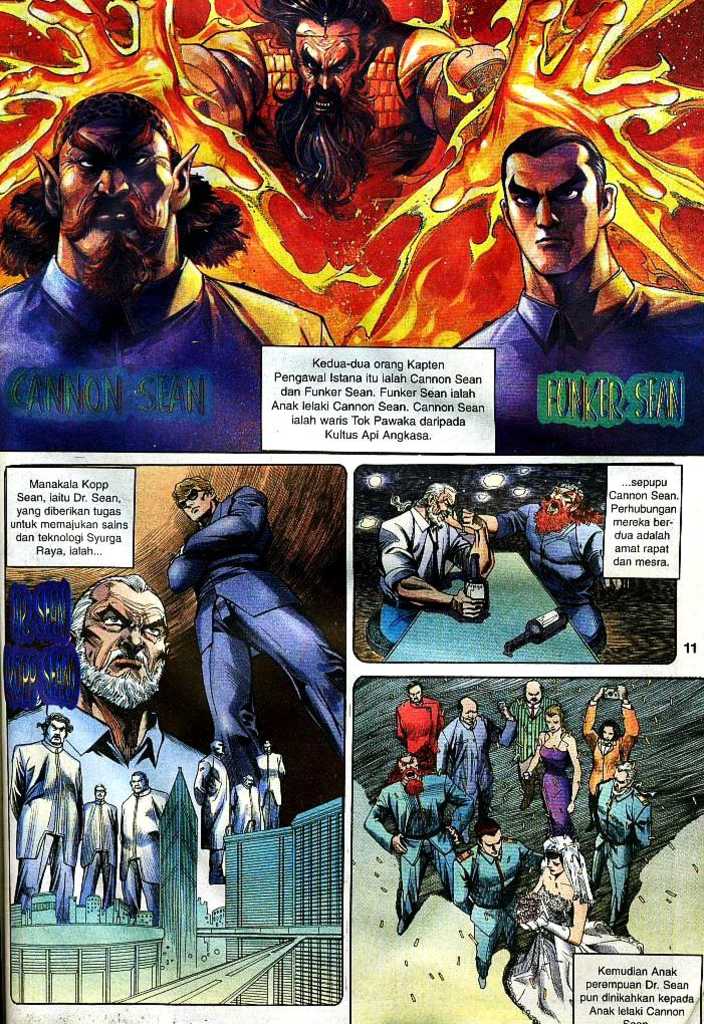 CANNON SEAN
Kedua-dua orang Kapten
Pengawal Istana itu ialah Cannon Sean
dan Funker Sean. Funker Sean ialah
Anak lelaki Cannon Sean. Cannon Sean
ialah waris Tok Pawaka daripada
Kultus Api Angkasa.
FUNKER SEAN
Manakala Kopp
Sean, iaitu Dr. Sean,
yang diberikan tugas
untuk memajukan sains
dan teknologi Syurga
Raya, ialah...
DR. SEAN
KOPP SEAN
...sepupu
Cannon Sean.
Perhubungan
mereka ber-
dua adalah
amat rapat
dan mesra.
11
Kemudian Anak
perempuan Dr. Sean
pun dinikahkan kepada
Anak lelaki Cannon